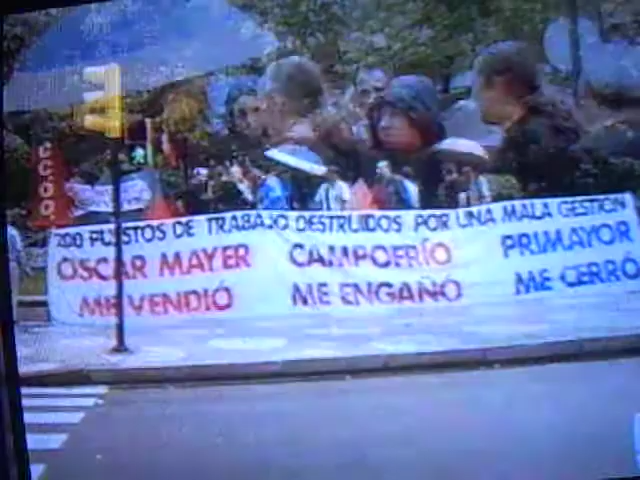 CCOO
200 PUESTOS DE TRABAJO DESTRUIDOS POR UNA MALA GESTION
OSCAR MAYER CAMPOFRÍO PRIMAYOR
ME VENDIÓ ME ENGAÑÓ ME CERRÓ